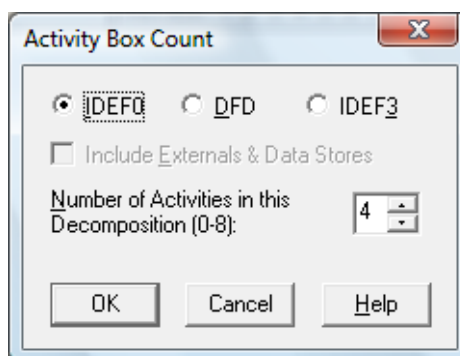 Activity Box Count
IDEF0 DFD IDEF3
Include Externals & Data Stores
Number of Activities in this
Decomposition (0-8):
4
OK Cancel Help